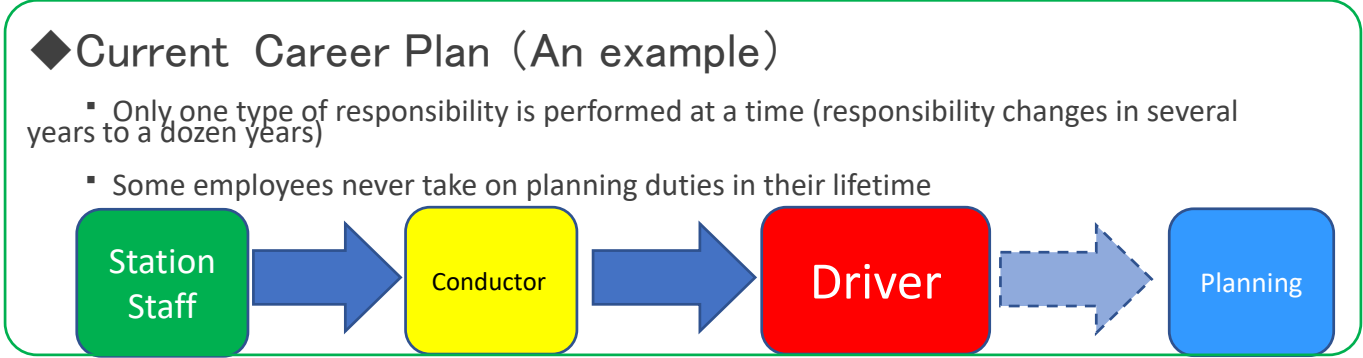 ◆Current Career Plan（An example）
▪ Only one type of responsibility is performed at a time (responsibility changes in several
years to a dozen years)
▪ Some employees never take on planning duties in their lifetime
Station
Staff
Conductor
Driver
Planning